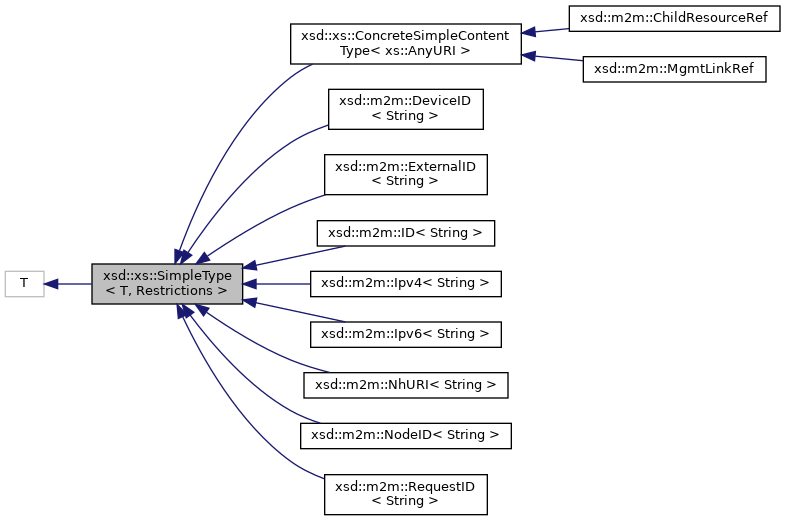 xsd::m2m::ChildResourceRef
xsd::xs::ConcreteSimpleContent
Type< xs::AnyURI >
xsd::m2m::MgmtLinkRef
xsd::m2m::DeviceID
< String >
xsd::m2m::ExternalID
< String >
xsd::m2m::ID< String >
xsd::xs::SimpleType
< T, Restrictions >
T
xsd::m2m::Ipv4< String >
xsd::m2m::Ipv6< String >
xsd::m2m::NhURI< String >
xsd::m2m::NodeID< String >
xsd::m2m::RequestID
< String >